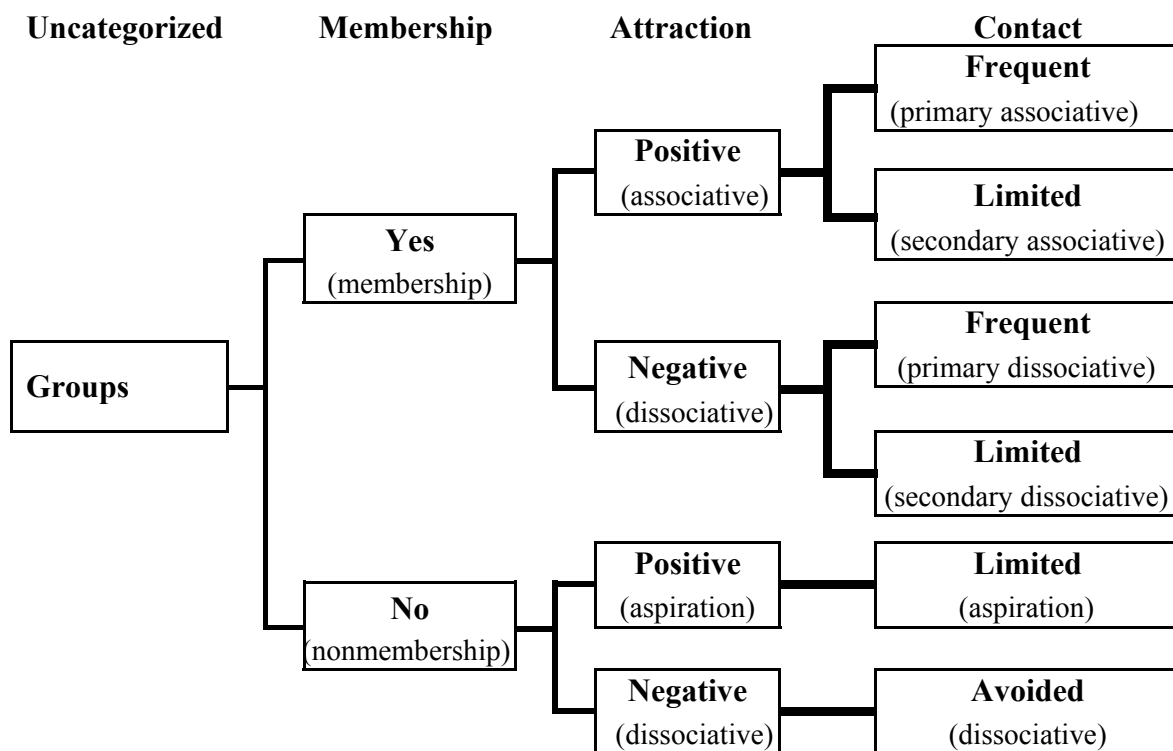 Uncategorized Membership Attraction Contact
Frequent
(primary associative)
Positive
(associative)
Limited
(secondary associative)
Yes
(membership)
Frequent
(primary dissociative)
Negative
(dissociative)
Limited
(secondary dissociative)
Groups
Positive
(aspiration)
Limited
(aspiration)
No
(nonmembership)
Negative
(dissociative)
Avoided
(dissociative)